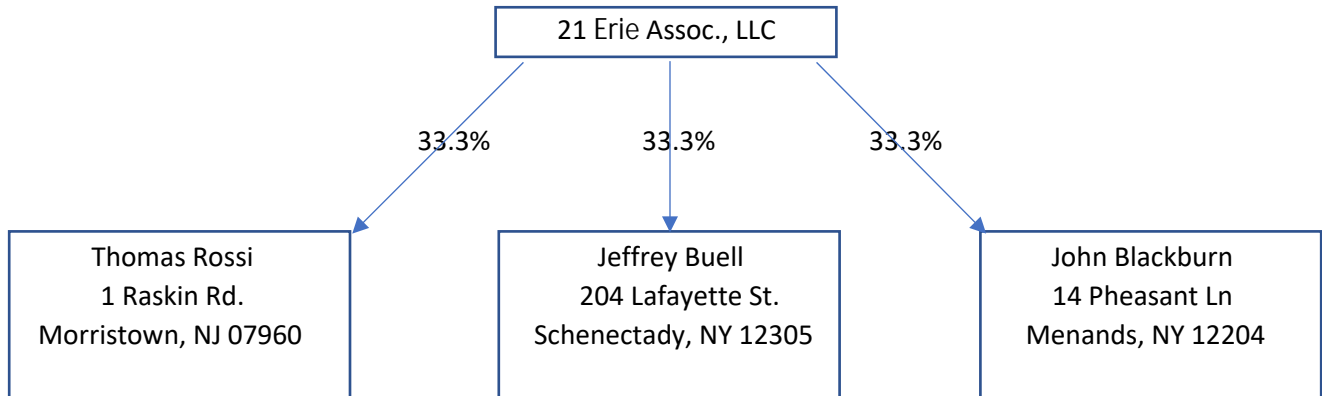 21 Erie Assoc., LLC
33.3%
33.3%
33.3%
Thomas Rossi
1 Raskin Rd.
Morristown, NJ 07960
Jeffrey Buell
204 Lafayette St.
Schenectady, NY 12305
John Blackburn
14 Pheasant Ln
Menands, NY 12204